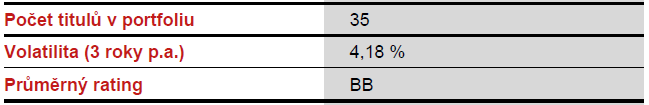 Počet titulů v portfoliu 35
Volatilita (3 roky p.a.) 4,18 %
Průměrný rating BB